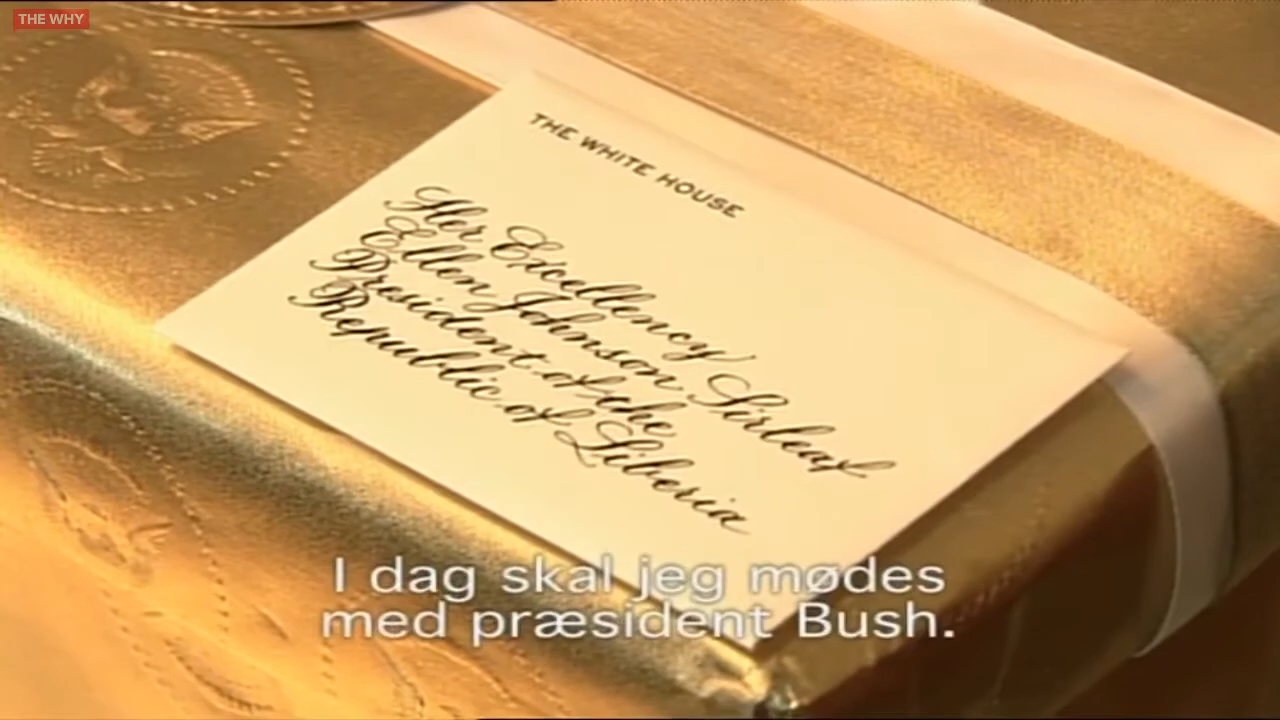 THE WHY
THE WHITE HOUSE
Her Excellency
Ellen Johnson Sirleaf
President of the
Republic of Liberia
I dag skal jeg mødes
med præsident Bush.